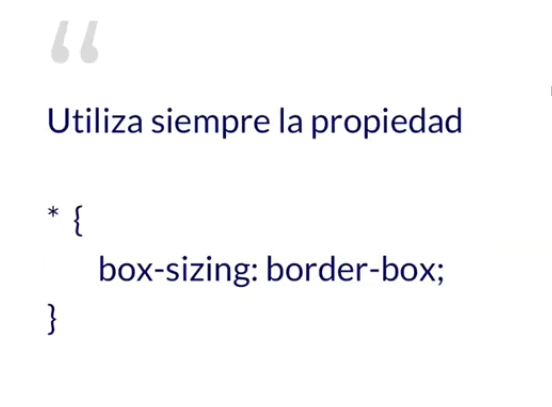 “
Utiliza siempre la propiedad
* {
box-sizing: border-box;
}